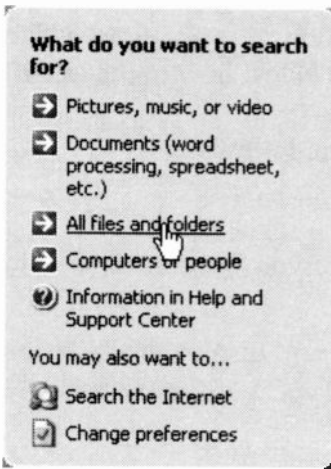 What do you want to search
for?
Pictures, music, or video
Documents (word
processing, spreadsheet,
etc.)
All files and folders
Computers or people
Information in Help and
Support Center
You may also want to...
Search the Internet
Change preferences